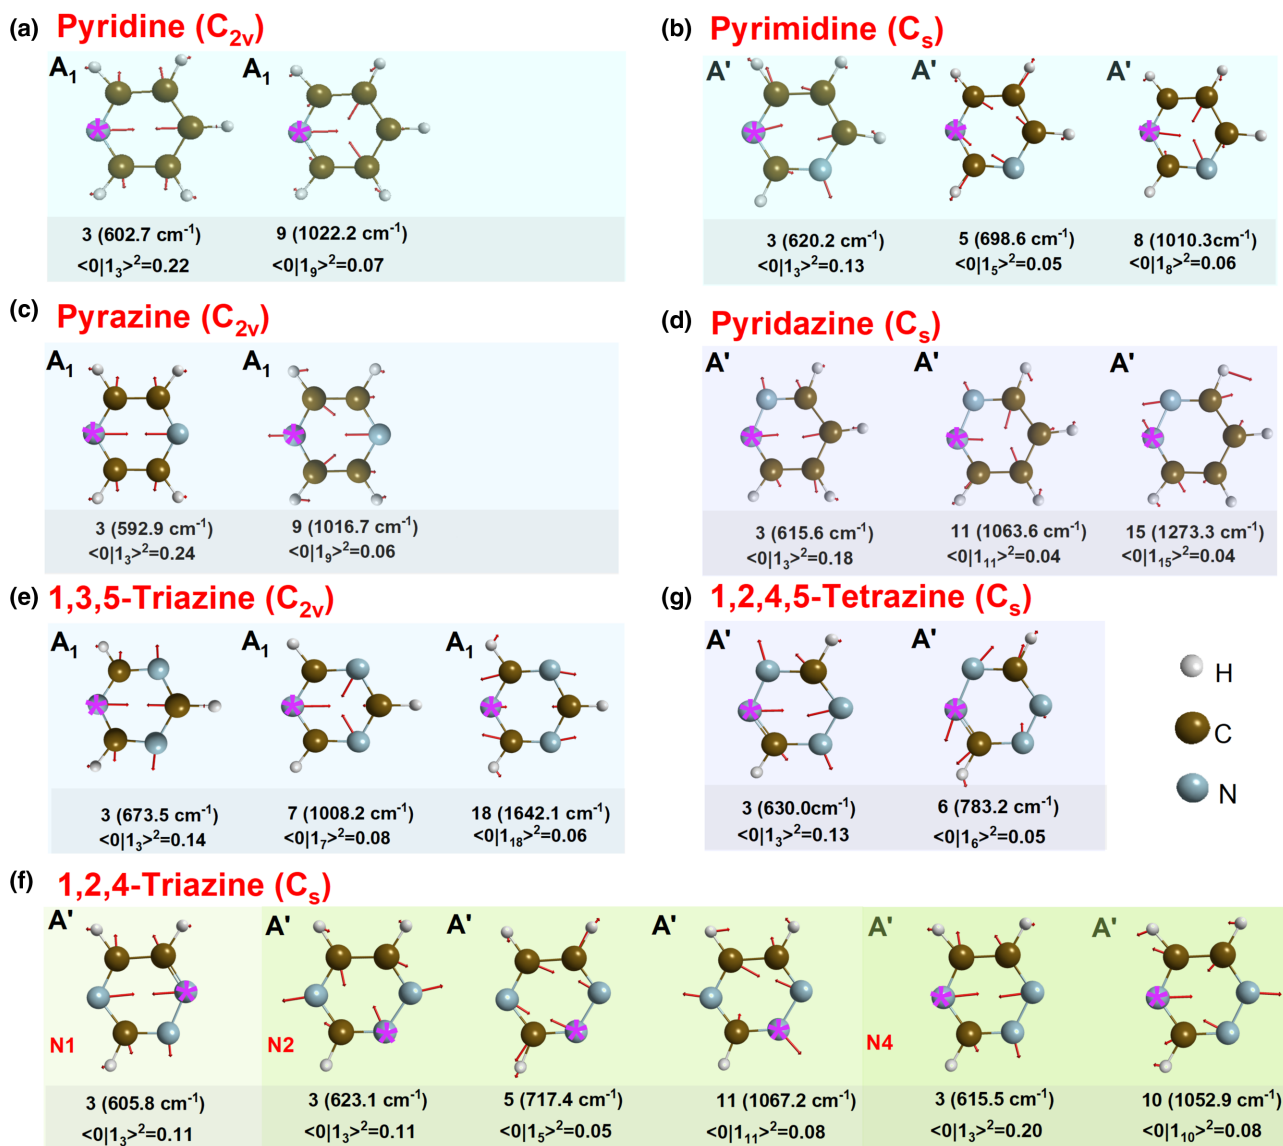 (a) Pyridine (C2v)
A1 A1
3 (602.7 cm-1) 9 (1022.2 cm-1)
<0|13>2=0.22 <0|19>2=0.07
(b) Pyrimidine (Cs)
A' A' A'
3 (620.2 cm-1) 5 (698.6 cm-1) 8 (1010.3cm-1)
<0|13>2=0.13 <0|15>2=0.05 <0|18>2=0.06
(c) Pyrazine (C2v)
A1 A1
3 (592.9 cm-1) 9 (1016.7 cm-1)
<0|13>2=0.24 <0|19>2=0.06
(d) Pyridazine (Cs)
A' A' A'
3 (615.6 cm-1) 11 (1063.6 cm-1) 15 (1273.3 cm-1)
<0|13>2=0.18 <0|111>2=0.04 <0|115>2=0.04
(e) 1,3,5-Triazine (C2v)
A1 A1 A1
3 (673.5 cm-1) 7 (1008.2 cm-1) 18 (1642.1 cm-1)
<0|13>2=0.14 <0|17>2=0.08 <0|118>2=0.06
(g) 1,2,4,5-Tetrazine (Cs)
A' A'
3 (630.0cm-1) 6 (783.2 cm-1)
<0|13>2=0.13 <0|16>2=0.05
H
C
N
(f) 1,2,4-Triazine (Cs)
A' A' A' A' A' A'
N1 N2 N4
3 (605.8 cm-1) 3 (623.1 cm-1) 5 (717.4 cm-1) 11 (1067.2 cm-1) 3 (615.5 cm-1) 10 (1052.9 cm-1)
<0|13>2=0.11 <0|13>2=0.11 <0|15>2=0.05 <0|111>2=0.08 <0|13>2=0.20 <0|110>2=0.08